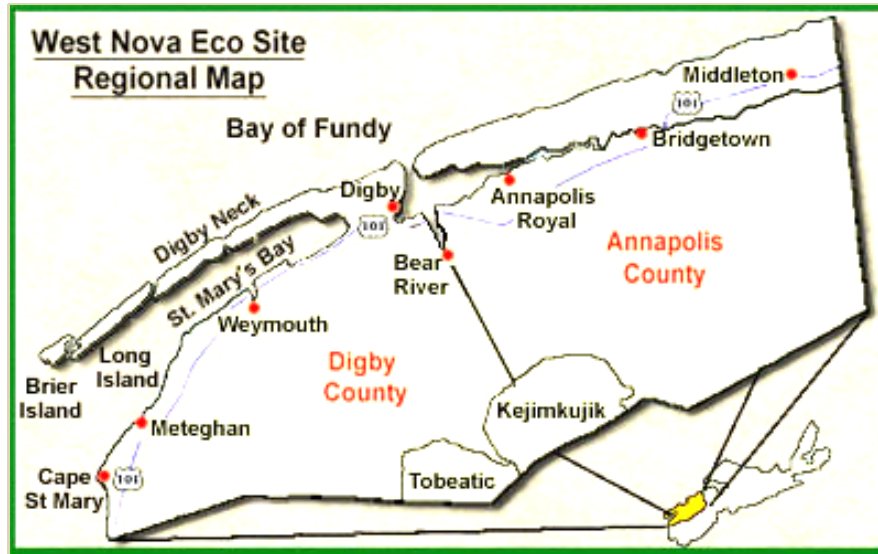 West Nova Eco Site
Regional Map
Bay of Fundy
Middleton
101
Bridgetown
Digby
Annapolis
Royal
Digby Neck
101
Annapolis
County
Bear
River
St. Mary's Bay
Weymouth
Long
Island
Brier
Island
Digby
County
Kejimkujik
Meteghan
Cape
St Mary
101
Tobeatic